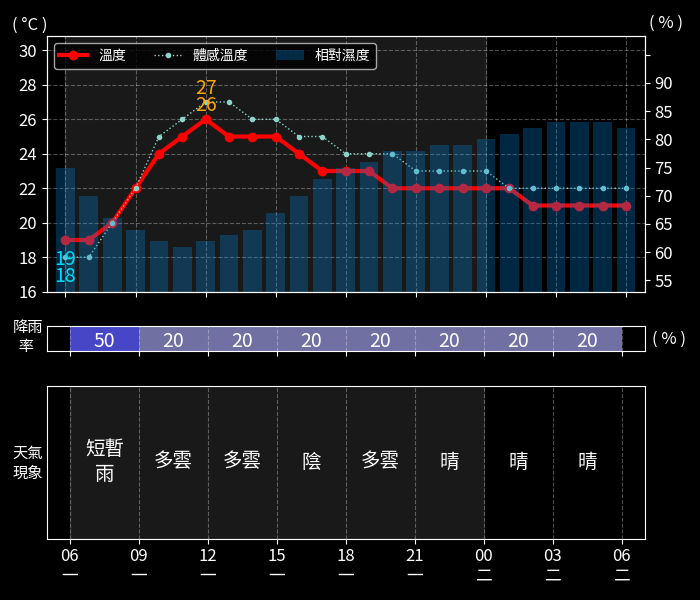 ( °C )
( % )
溫度 體感溫度 相對濕度
30
28
26
24
22
20
18
16
90
85
80
75
70
65
60
55
27
26
19
18
降雨
率
50 20 20 20 20 20 20 20
( % )
天氣
現象
短暫
雨
多雲 多雲 陰 多雲 晴 晴 晴
06 09 12 15 18 21 00 03 06
一 一 一 一 一 一 二 二 二